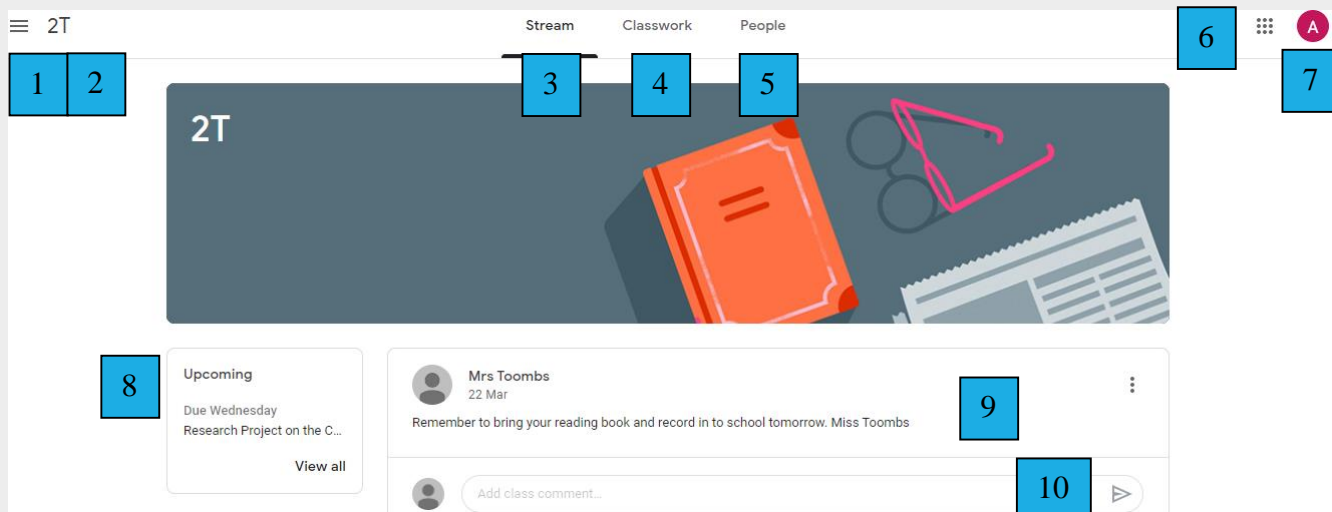 2T
Stream Classwork People
6
A
1 2 3 4 5 7
2T
8
Upcoming
Due Wednesday
Research Project on the C...
View all
Mrs Toombs
22 Mar
9
Remember to bring your reading book and record in to school tomorrow. Miss Toombs
Add class comment...
10